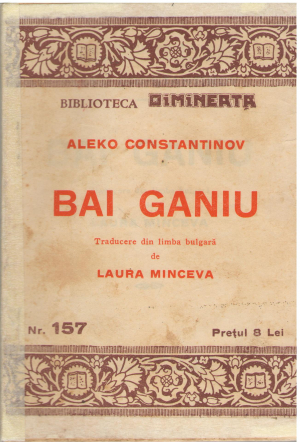 BIBLIOTECA DIMINEAȚA
ALEKO CONSTANTINOV
BAI GANIU
Traducere din limba bulgară
de
LAURA MINCEVA
Nr. 157 Prețul 8 Lei